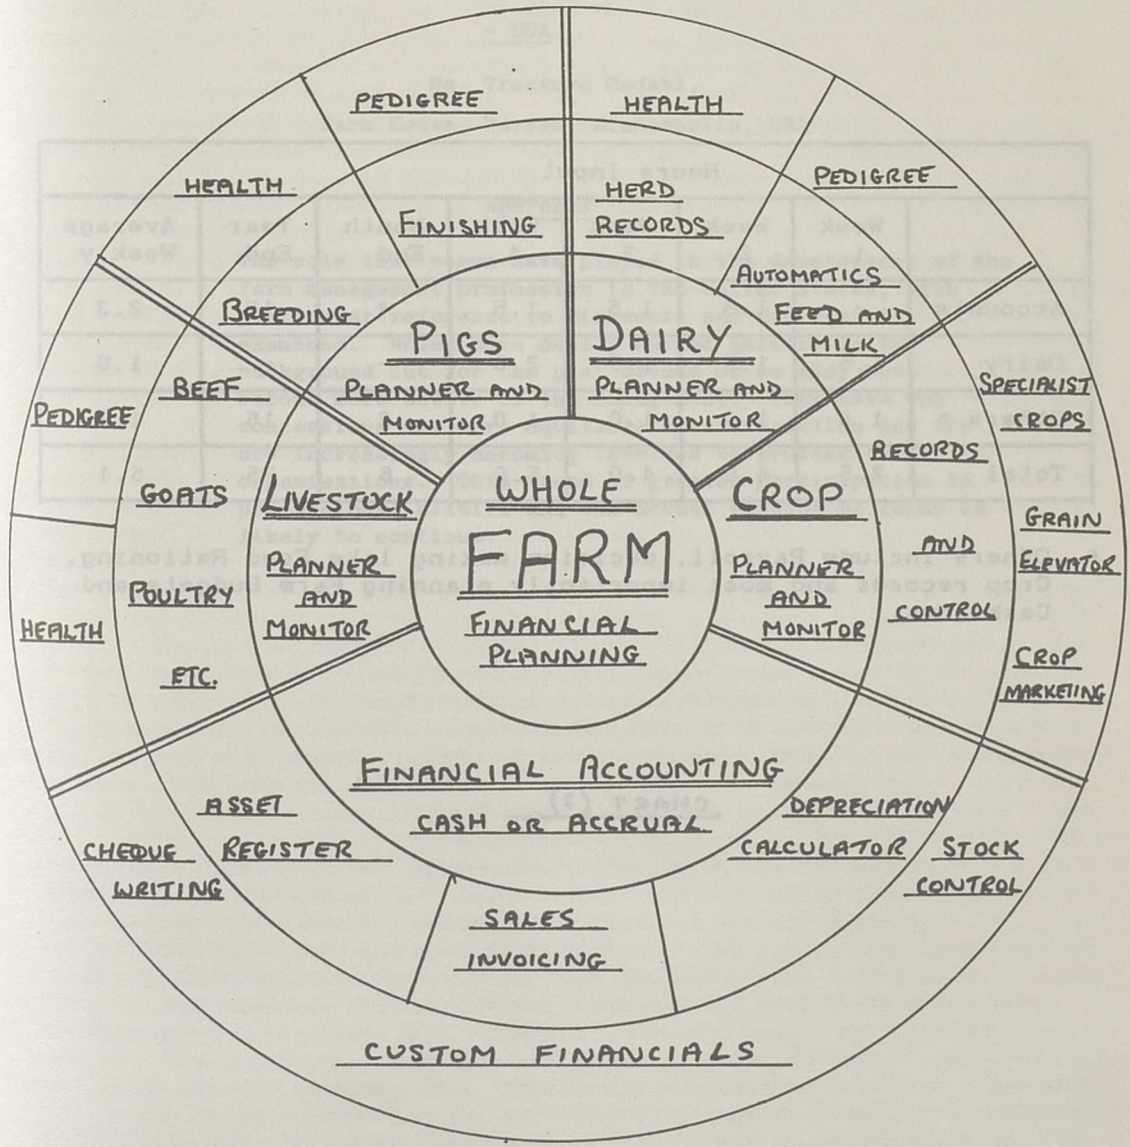 PEDIGREE
HEALTH
HEALTH
PEDIGREE
FINISHING
HERD
RECORDS
BREEDING
AUTOMATICS
FEED AND
MILK
PIGS
PLANNER AND
MONITOR
DAIRY
PLANNER AND
MONITOR
PEDIGREE
HEALTH
BEEF
GOATS
POULTRY
ETC.
LIVESTOCK
PLANNER
AND
MONITOR
WHOLE
FARM
FINANCIAL
PLANNING
CROP
PLANNER
AND
MONITOR
RECORDS
AND
CONTROL
SPECIALIST
CROPS
GRAIN
ELEVATOR
CROP
MARKETING
FINANCIAL ACCOUNTING
CASH OR ACCRUAL
ASSET
REGISTER
SALES
INVOICING
DEPRECIATION
CALCULATOR
CHEQUE
WRITING
STOCK
CONTROL
CUSTOM FINANCIALS